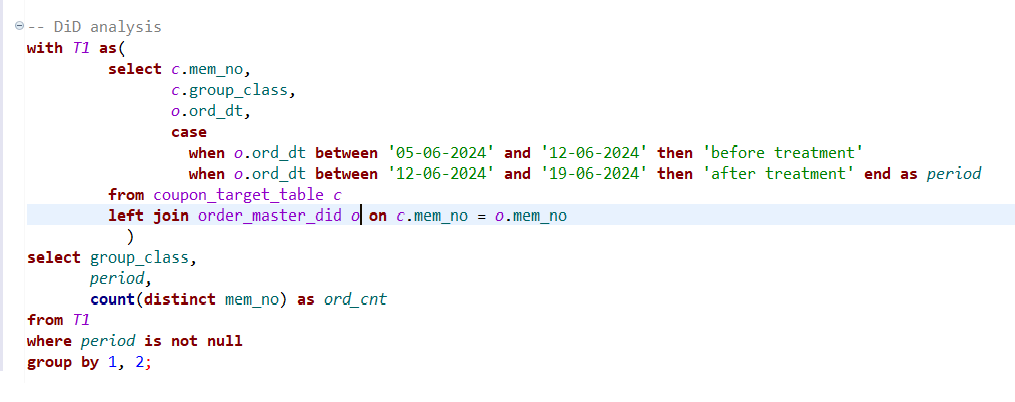 -- DiD analysis
with T1 as(
select c.mem_no,
c.group_class,
o.ord_dt,
case
when o.ord_dt between '05-06-2024' and '12-06-2024' then 'before treatment'
when o.ord_dt between '12-06-2024' and '19-06-2024' then 'after treatment' end as period
from coupon_target_table c
left join order_master_did o on c.mem_no = o.mem_no
)
select group_class,
period,
count(distinct mem_no) as ord_cnt
from T1
where period is not null
group by 1, 2;